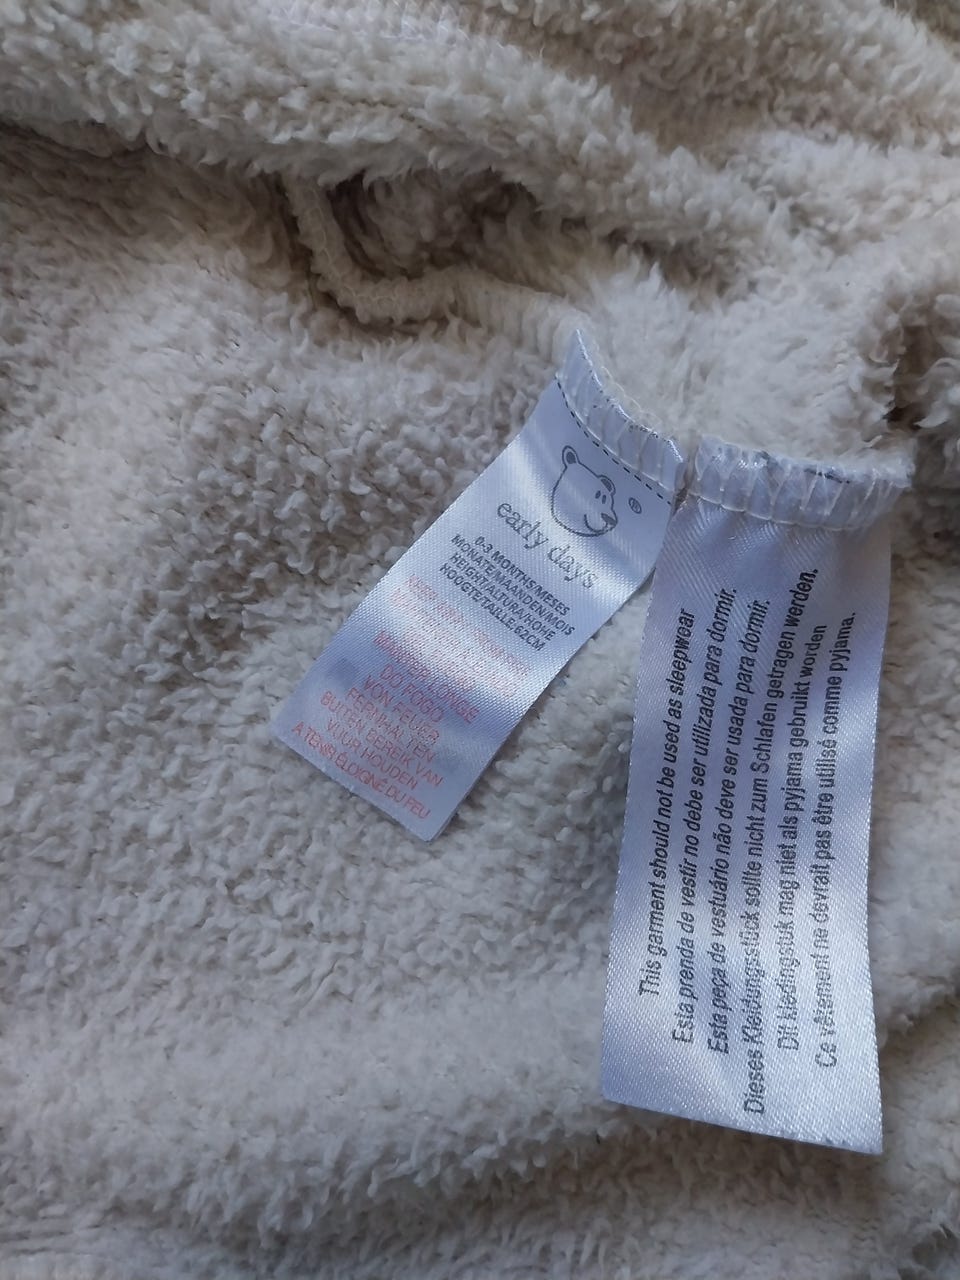 ®
early days
0-3 MONTHS/MESES
MONATE/MAANDEN/MOIS
HEIGHT/ALTURA/HÖHE
HOOGTE/TAILLE:62CM
KEEP AWAY FROM FIRE
DO FOGO
VON FEUER
FERNHALTEN
BUITEN BEREIK VAN
VUUR HOUDEN
A TENIR ÉLOIGNÉ DU FEU
This garment should not be used as sleepwear
Esta prenda de vestir no debe ser utilizada para dormir.
Esta peça de vestuário não deve ser usada para dormir.
Dieses Kleidungsstück sollte nicht zum Schlafen getragen werden.
Dit kledingstuk mag niet als pyjama gebruikt worden
Ce vêtement ne devrait pas être utilisé comme pyjama.